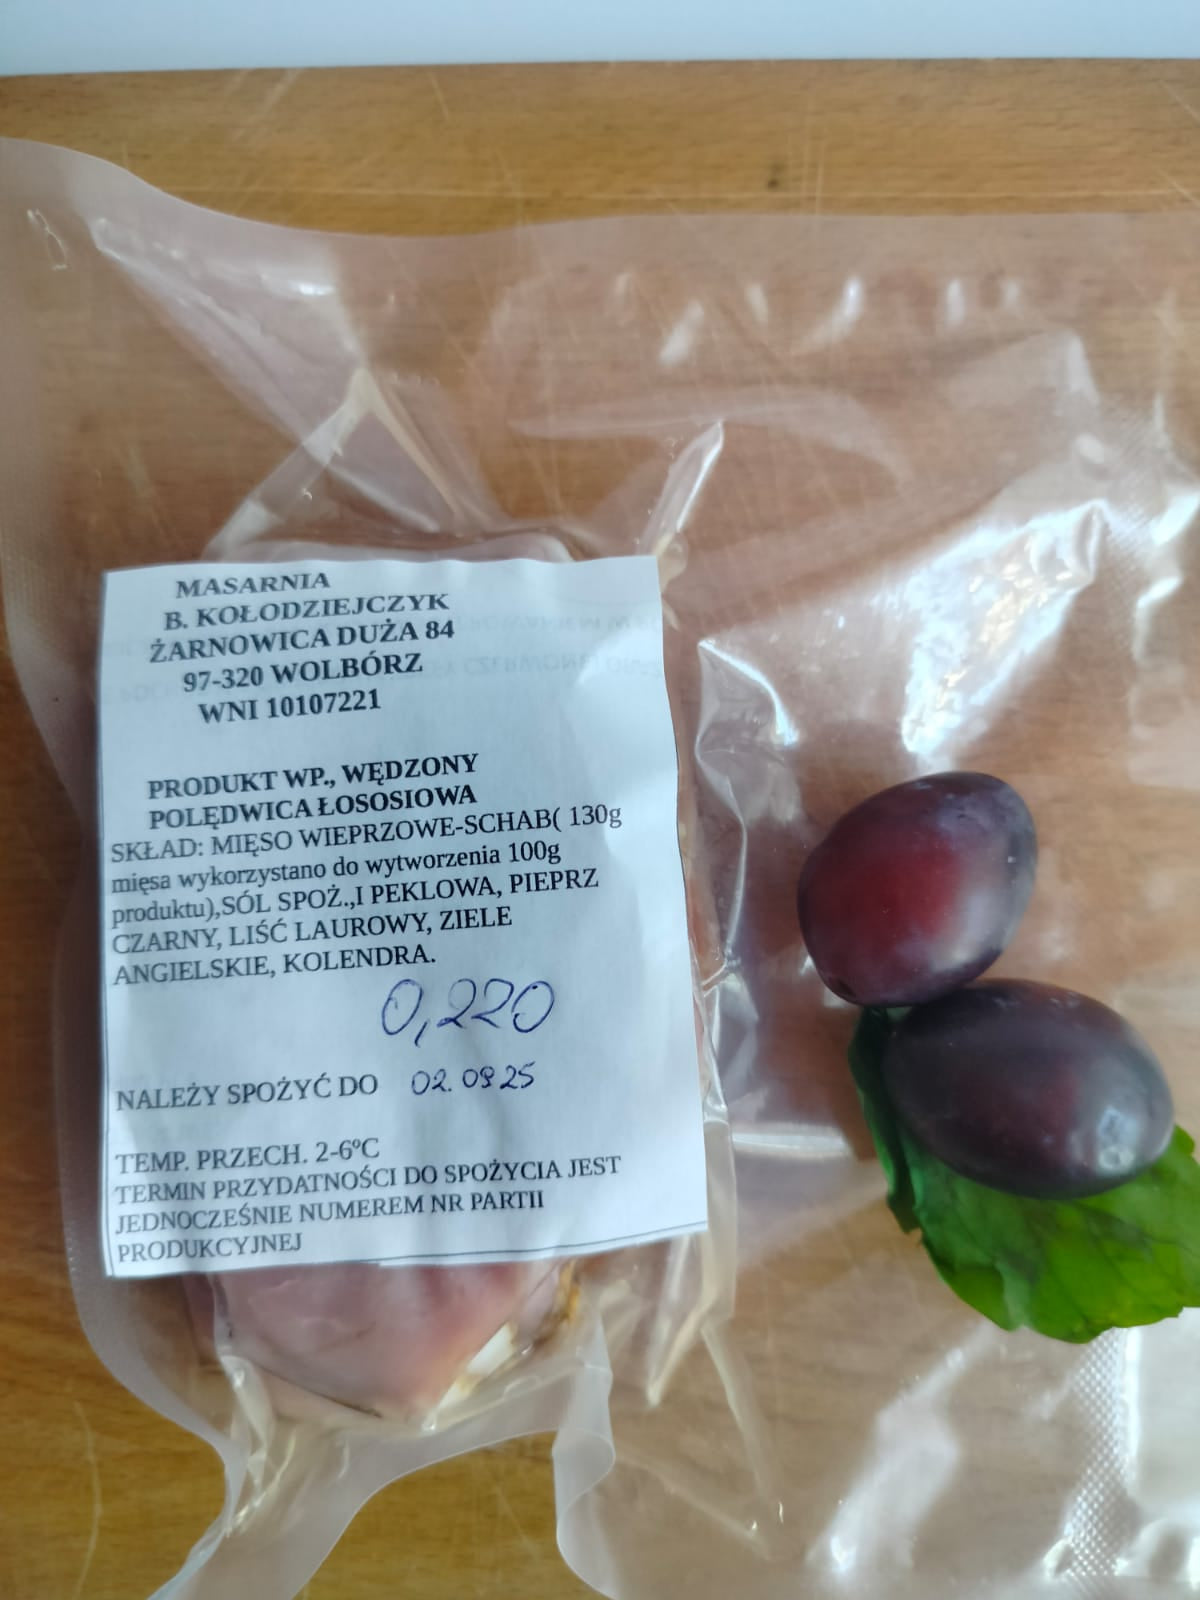 MASARNIA
B. KOŁODZIEJCZYK
ŻARNOWICA DUŻA 84
97-320 WOLBÓRZ
WNI 10107221
PRODUKT WP., WĘDZONY
POLĘDWICA ŁOSOSIOWA
SKŁAD: MIĘSO WIEPRZOWE-SCHAB( 130g
mięsa wykorzystano do wytworzenia 100g
produktu),SÓL SPOŻ.,I PEKLOWA, PIEPRZ
CZARNY, LIŚĆ LAUROWY, ZIELE
ANGIELSKIE, KOLENDRA.
0,220
NALEŻY SPOŻYĆ DO 02.09 25
TEMP. PRZECH. 2-6ºC
TERMIN PRZYDATNOŚCI DO SPOŻYCIA JEST
JEDNOCZEŚNIE NUMEREM NR PARTII
PRODUKCYJNEJ